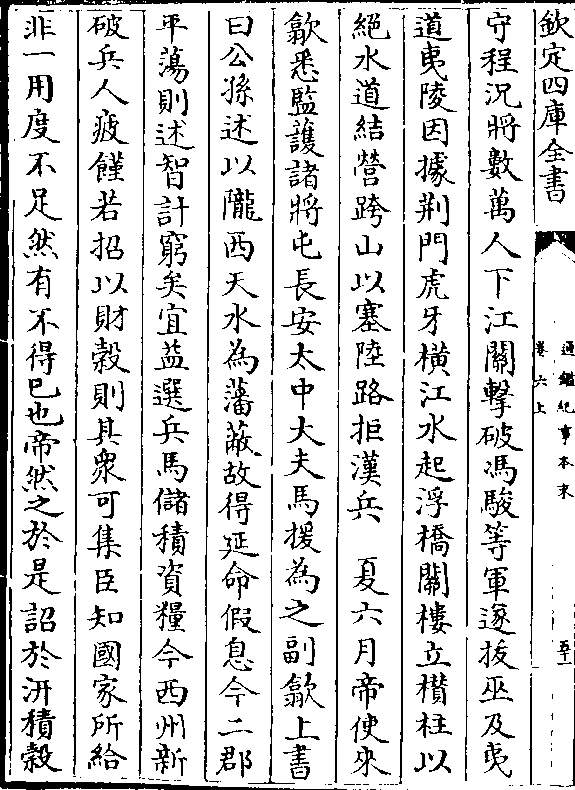 欽定四庫全書
通鑑紀事本末
卷六上
守程況將數萬人下江關擊破馮駿等軍遂拔巫及夷
道夷陵因據荆門虎牙橫江水起浮橋關樓立欑柱以
絕水道結營跨山以塞陸路拒漢兵　夏六月帝使來
歙悉監護諸將屯長安太中大夫馬援為之副歙上書
曰公孫述以隴西天水為藩蔽故得延命假息今二郡
平蕩則述智計窮矣宜益選兵馬儲積資糧今西州新
破兵人疲饉若招以財穀則其衆可集臣知國家所給
非一用度不足然有不得已也帝然之於是詔於汧積穀